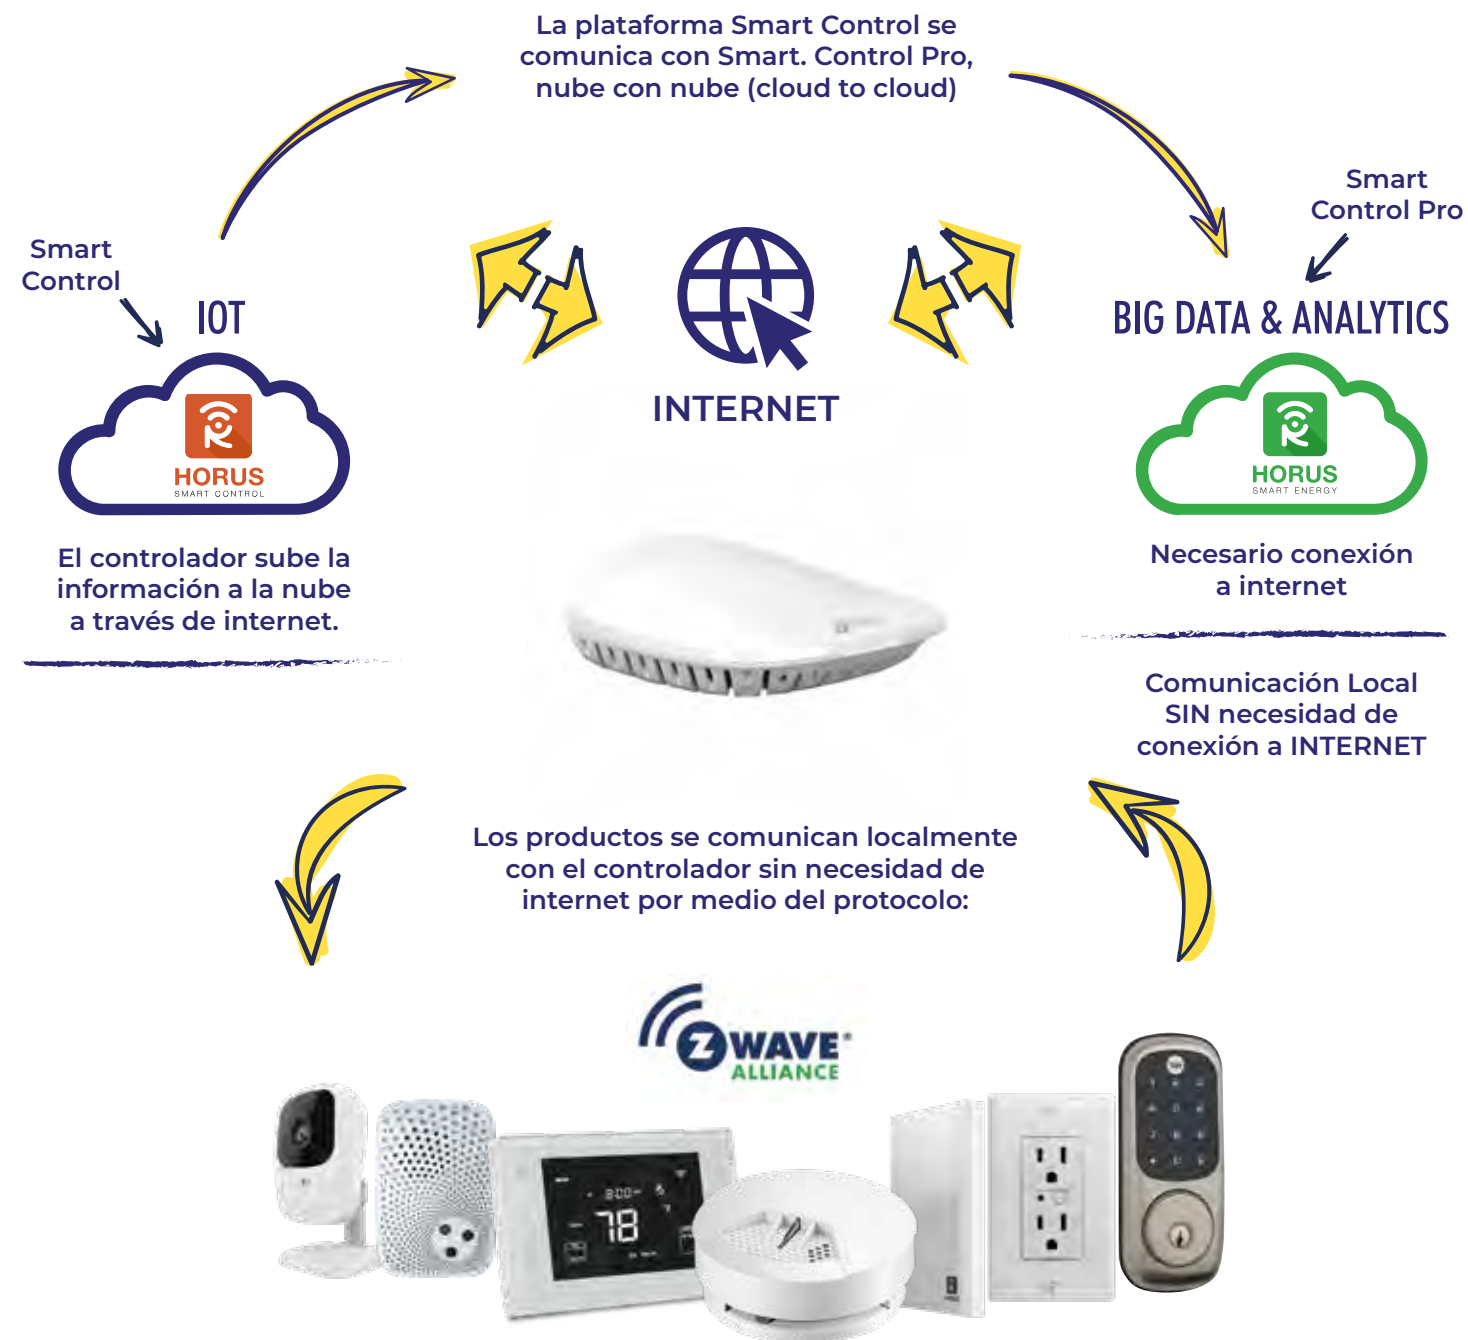 La plataforma Smart Control se
comunica con Smart. Control Pro,
nube con nube (cloud to cloud)
Smart
Control Pro
Smart
Control
IOT
BIG DATA & ANALYTICS
INTERNET
HORUS
SMART CONTROL
HORUS
SMART ENERGY
El controlador sube la
información a la nube
a través de internet.
Necesario conexión
a internet
Comunicación Local
SIN necesidad de
conexión a INTERNET
Los productos se comunican localmente
con el controlador sin necesidad de
internet por medio del protocolo:
Z WAVE®
ALLIANCE
8:00
78